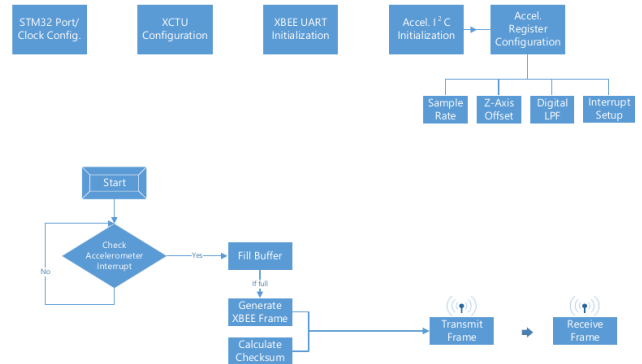 STM32 Port/
Clock Config.
XCTU
Configuration
XBEE UART
Initialization
Accel. I²C
Initialization
Accel.
Register
Configuration
Sample
Rate
Z-Axis
Offset
Digital
LPF
Interrupt
Setup
Start
Check
Accelerometer
Interrupt
No
Yes
Fill Buffer
If full
Generate
XBEE Frame
Calculate
Checksum
Transmit
Frame
Receive
Frame